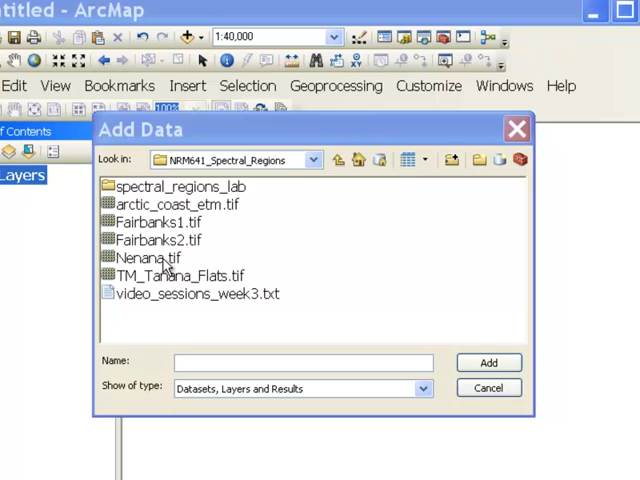 ntitled - ArcMap
1:40,000
Edit View Bookmarks Insert Selection Geoprocessing Customize Windows Help
100%
f Contents
Layers
Add Data
Look in: NRM641_Spectral_Regions
spectral_regions_lab
arctic_coast_etm.tif
Fairbanks1.tif
Fairbanks2.tif
Nenana.tif
TM_Tanana_Flats.tif
video_sessions_week3.txt
Name: Add
Show of type: Datasets, Layers and Results Cancel